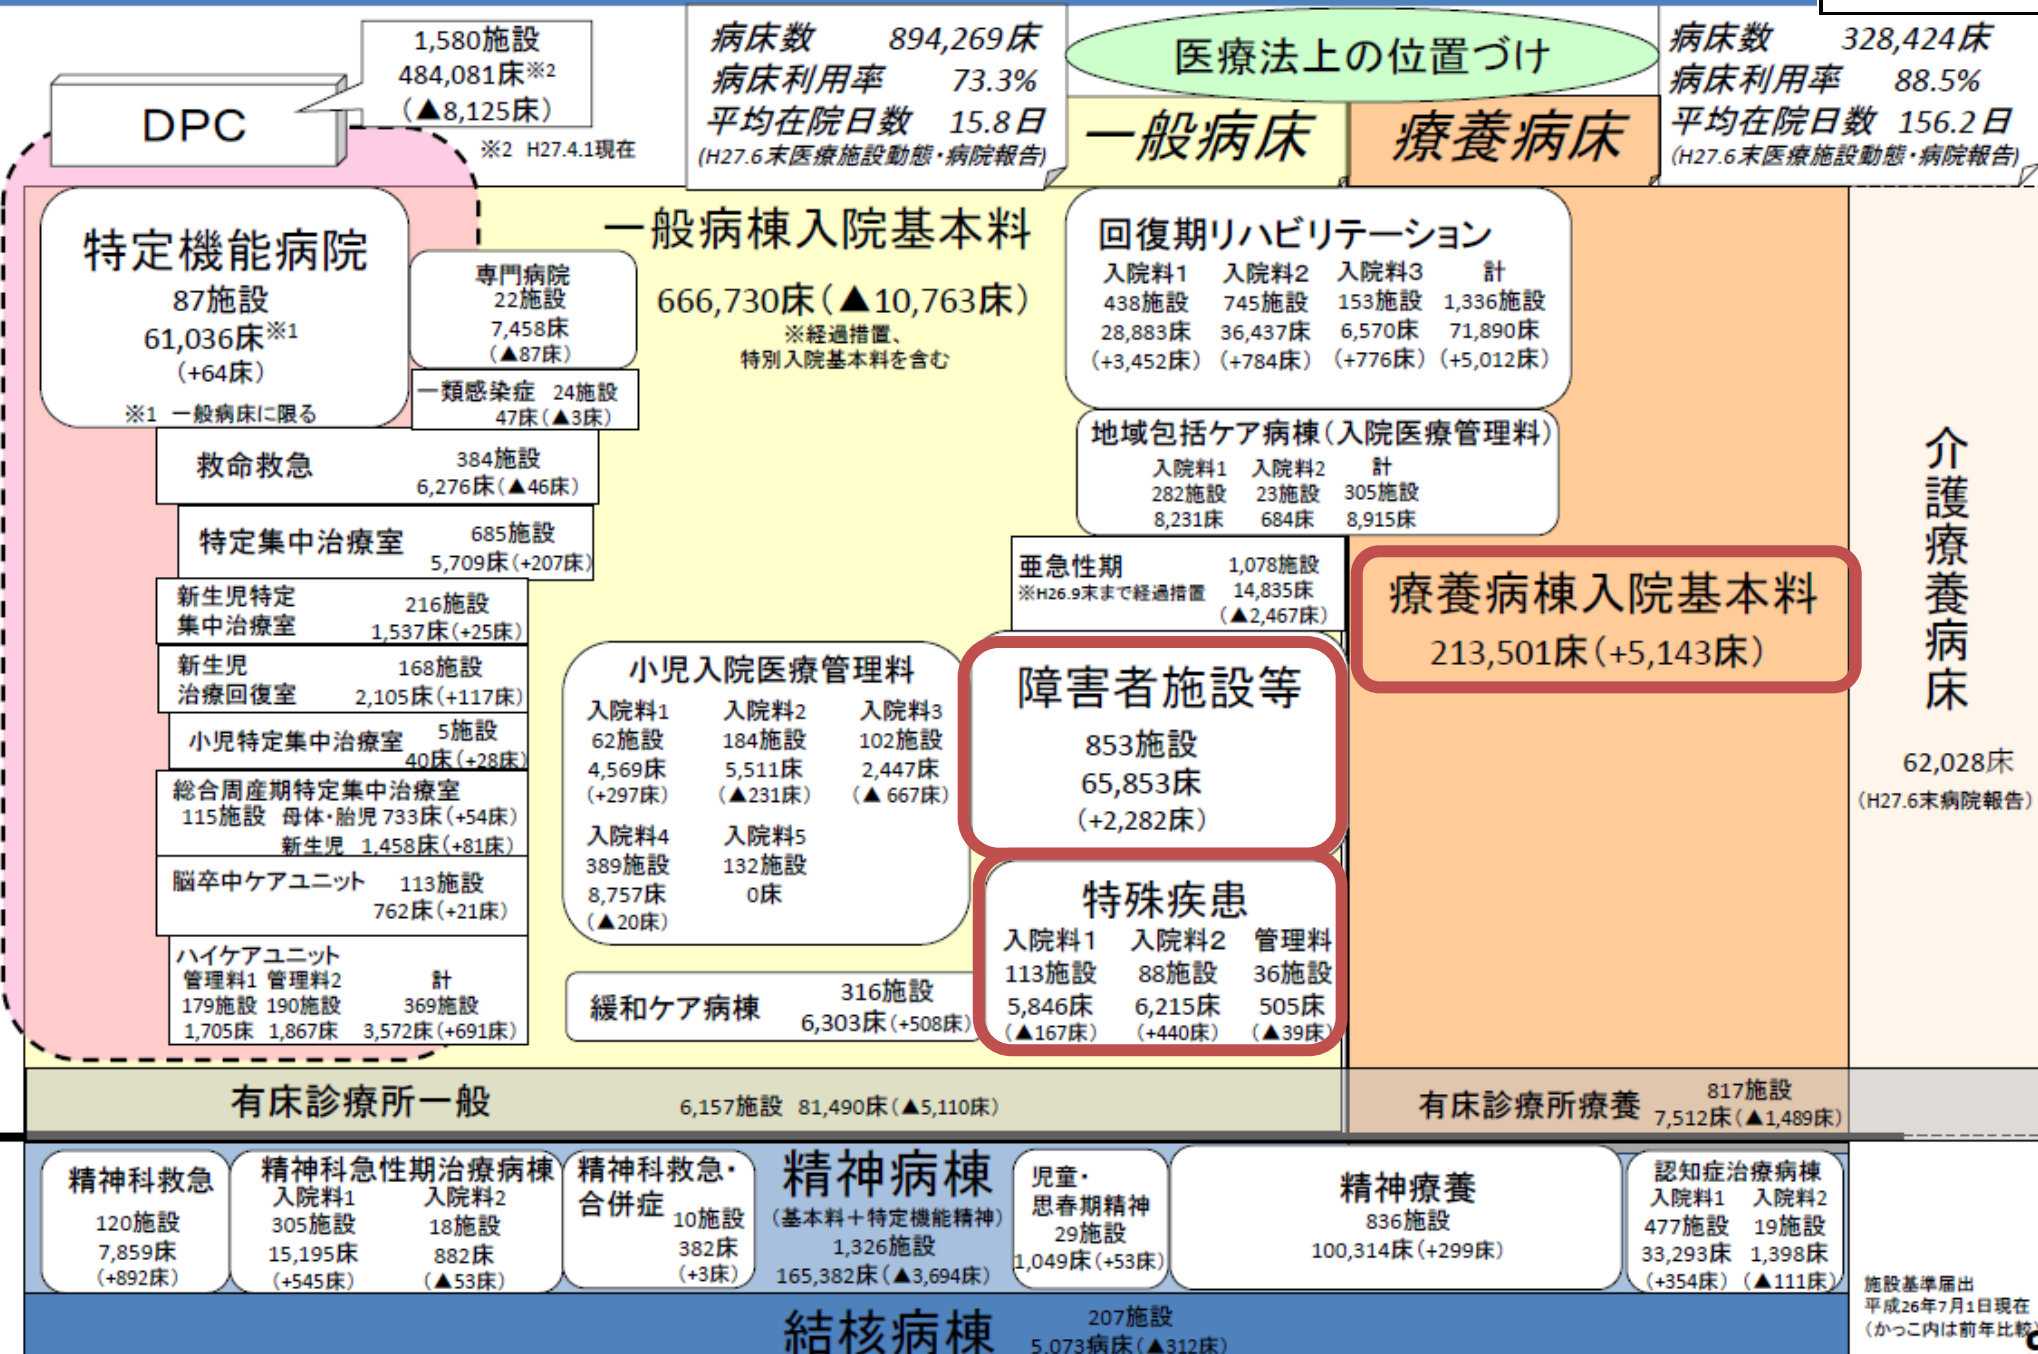 1,580施設
484,081床※2
(▲8,125床)
※2 H27.4.1現在
DPC
病床数 894,269床
病床利用率 73.3%
平均在院日数 15.8日
(H27.6末医療施設動態・病院報告)
医療法上の位置づけ
一般病床
療養病床
病床数 328,424床
病床利用率 88.5%
平均在院日数 156.2日
(H27.6末医療施設動態・病院報告)
特定機能病院
87施設
61,036床※1
(+64床)
※1 一般病床に限る
専門病院
22施設
7,458床
(▲87床)
一類感染症 24施設
47床(▲3床)
一般病棟入院基本料
666,730床(▲10,763床)
※経過措置、
特別入院基本料を含む
回復期リハビリテーション
入院料1 入院料2 入院料3 計
438施設 745施設 153施設 1,336施設
28,883床 36,437床 6,570床 71,890床
(+3,452床) (+784床) (+776床) (+5,012床)
地域包括ケア病棟(入院医療管理料)
入院料1 入院料2 計
282施設 23施設 305施設
8,231床 684床 8,915床
救命救急 384施設
6,276床(▲46床)
特定集中治療室 685施設
5,709床(+207床)
新生児特定
集中治療室
216施設
1,537床(+25床)
新生児
治療回復室
168施設
2,105床(+117床)
小児特定集中治療室 5施設
40床(+28床)
総合周産期特定集中治療室
115施設 母体・胎児 733床(+54床)
新生児 1,458床(+81床)
脳卒中ケアユニット 113施設
762床(+21床)
ハイケアユニット
管理料1 管理料2 計
179施設 190施設 369施設
1,705床 1,867床 3,572床(+691床)
亜急性期 1,078施設
※H26.9末まで経過措置 14,835床
(▲2,467床)
療養病棟入院基本料
213,501床(+5,143床)
小児入院医療管理料
入院料1 入院料2 入院料3
62施設 184施設 102施設
4,569床 5,511床 2,447床
(+297床) (▲231床) (▲ 667床)
入院料4 入院料5
389施設 132施設
8,757床 0床
(▲20床)
障害者施設等
853施設
65,853床
(+2,282床)
特殊疾患
入院料1 入院料2 管理料
113施設 88施設 36施設
5,846床 6,215床 505床
(▲167床) (+440床) (▲39床)
緩和ケア病棟 316施設
6,303床(+508床)
介護療養病床
62,028床
(H27.6末病院報告)
有床診療所一般 6,157施設 81,490床(▲5,110床)
有床診療所療養 817施設
7,512床(▲1,489床)
精神科救急
120施設
7,859床
(+892床)
精神科急性期治療病棟
入院料1 入院料2
305施設 18施設
15,195床 882床
(+545床) (▲53床)
精神科救急・
合併症 10施設
382床
(+3床)
精神病棟
(基本料+特定機能精神)
1,326施設
165,382床(▲3,694床)
児童・
思春期精神
29施設
1,049床(+53床)
精神療養
836施設
100,314床(+299床)
認知症治療病棟
入院料1 入院料2
477施設 19施設
33,293床 1,398床
(+354床) (▲111床)
結核病棟
207施設
5,073病床(▲312床)
施設基準届出
平成26年7月1日現在
(かっこ内は前年比較)